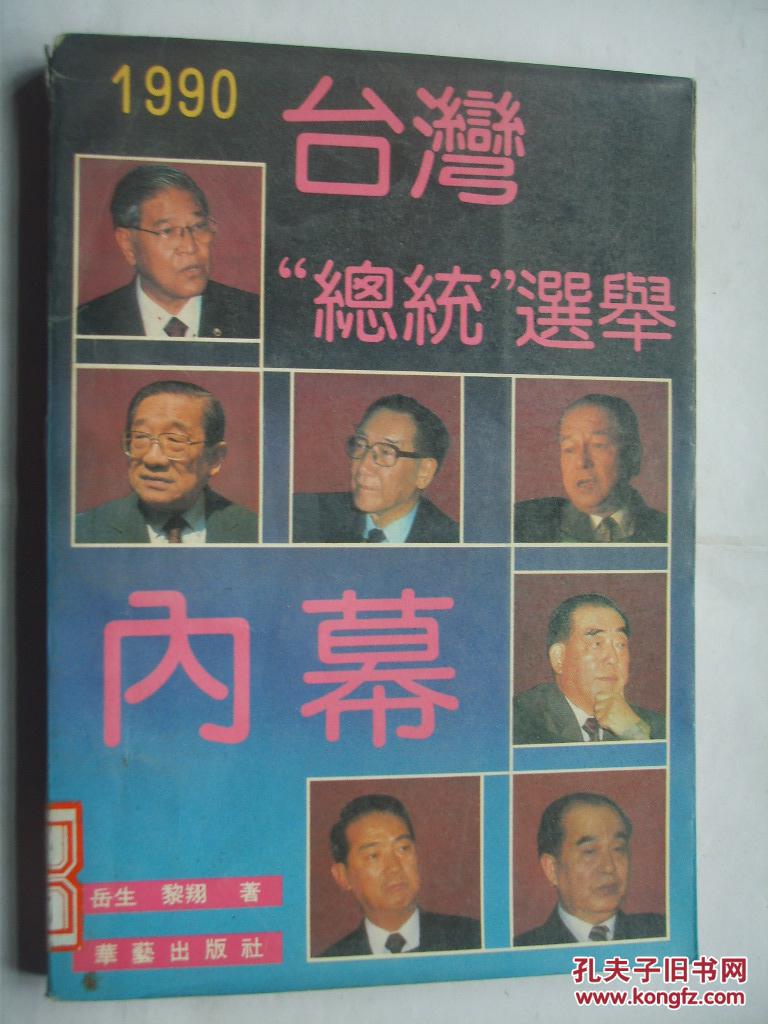 1990
台灣
“總統”選舉
內幕
岳生 黎翔 著
華藝出版社
孔夫子旧书网
www.kongfz.com